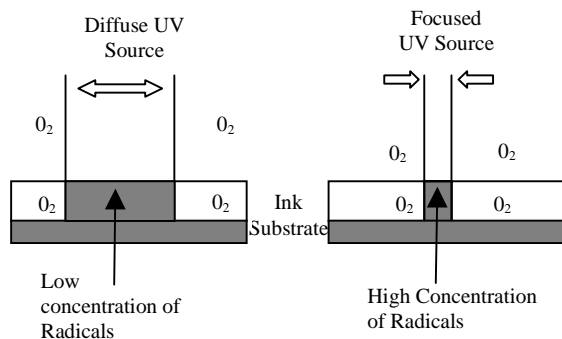 Diffuse UV
Source
Focused
UV Source
0₂
0₂
0₂
0₂
0₂
0₂
Ink
Substrate
0₂
0₂
Low
concentration of
Radicals
High Concentration
of Radicals